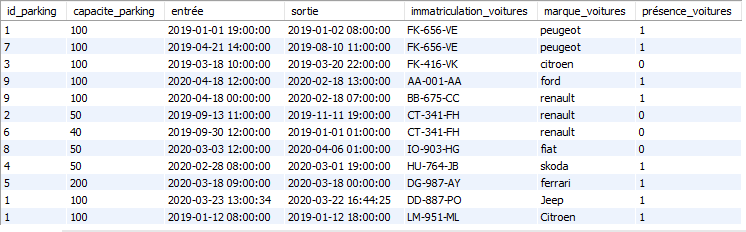 id_parking capacite_parking entrée sortie immatriculation_voitures marque_voitures présence_voitures
1 100 2019-01-01 19:00:00 2019-01-02 08:00:00 FK-656-VE peugeot 1
7 100 2019-04-21 14:00:00 2019-08-10 11:00:00 FK-656-VE peugeot 1
3 100 2019-03-18 10:00:00 2019-03-20 22:00:00 FK-416-VK citroen 0
9 100 2020-04-18 12:00:00 2020-02-18 13:00:00 AA-001-AA ford 1
9 100 2020-04-18 00:00:00 2020-02-18 07:00:00 BB-675-CC renault 1
2 50 2019-09-13 11:00:00 2019-11-11 19:00:00 CT-341-FH renault 0
6 40 2019-09-30 12:00:00 2019-01-01 01:00:00 CT-341-FH renault 0
8 50 2020-03-03 12:00:00 2020-04-06 01:00:00 IO-903-HG fiat 0
4 50 2020-02-28 08:00:00 2020-03-01 19:00:00 HU-764-JB skoda 1
5 200 2020-03-18 09:00:00 2020-03-18 00:00:00 DG-987-AY ferrari 1
1 100 2020-03-23 13:00:34 2020-03-22 16:44:25 DD-887-PO Jeep 1
1 100 2019-01-12 08:00:00 2019-01-12 18:00:00 LM-951-ML Citroen 1